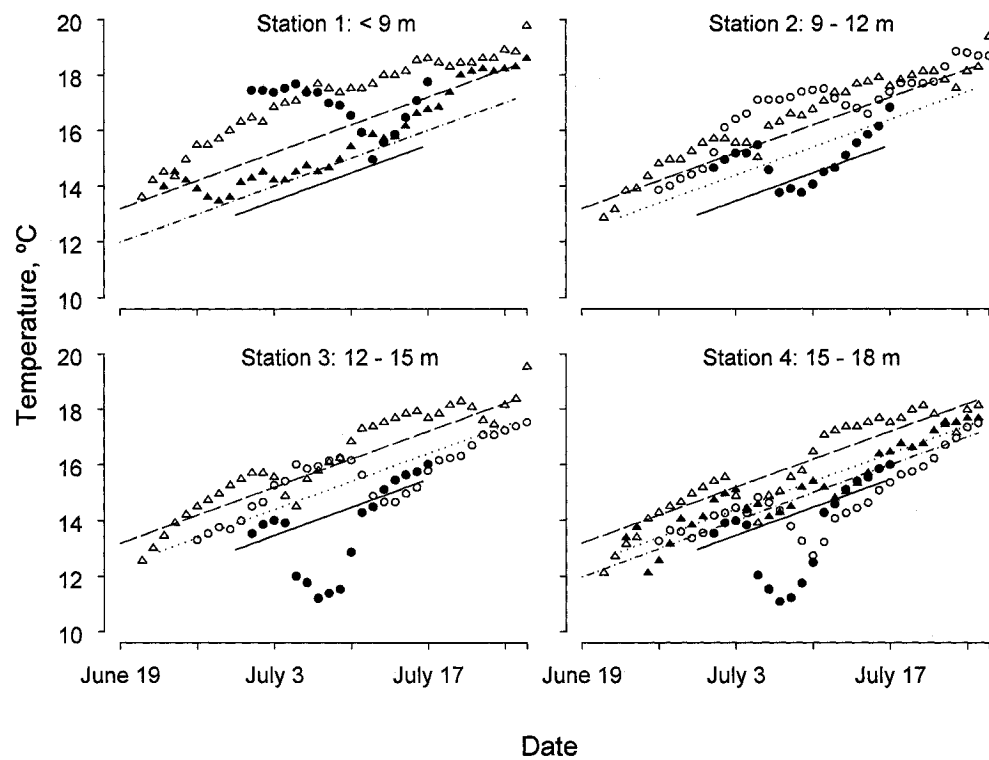 Station 1: < 9 m
Station 2: 9 - 12 m
20
18
16
14
12
10
Station 3: 12 - 15 m
Station 4: 15 - 18 m
20
18
16
14
12
10
Temperature, ºC
June 19
July 3
July 17
June 19
July 3
July 17
Date